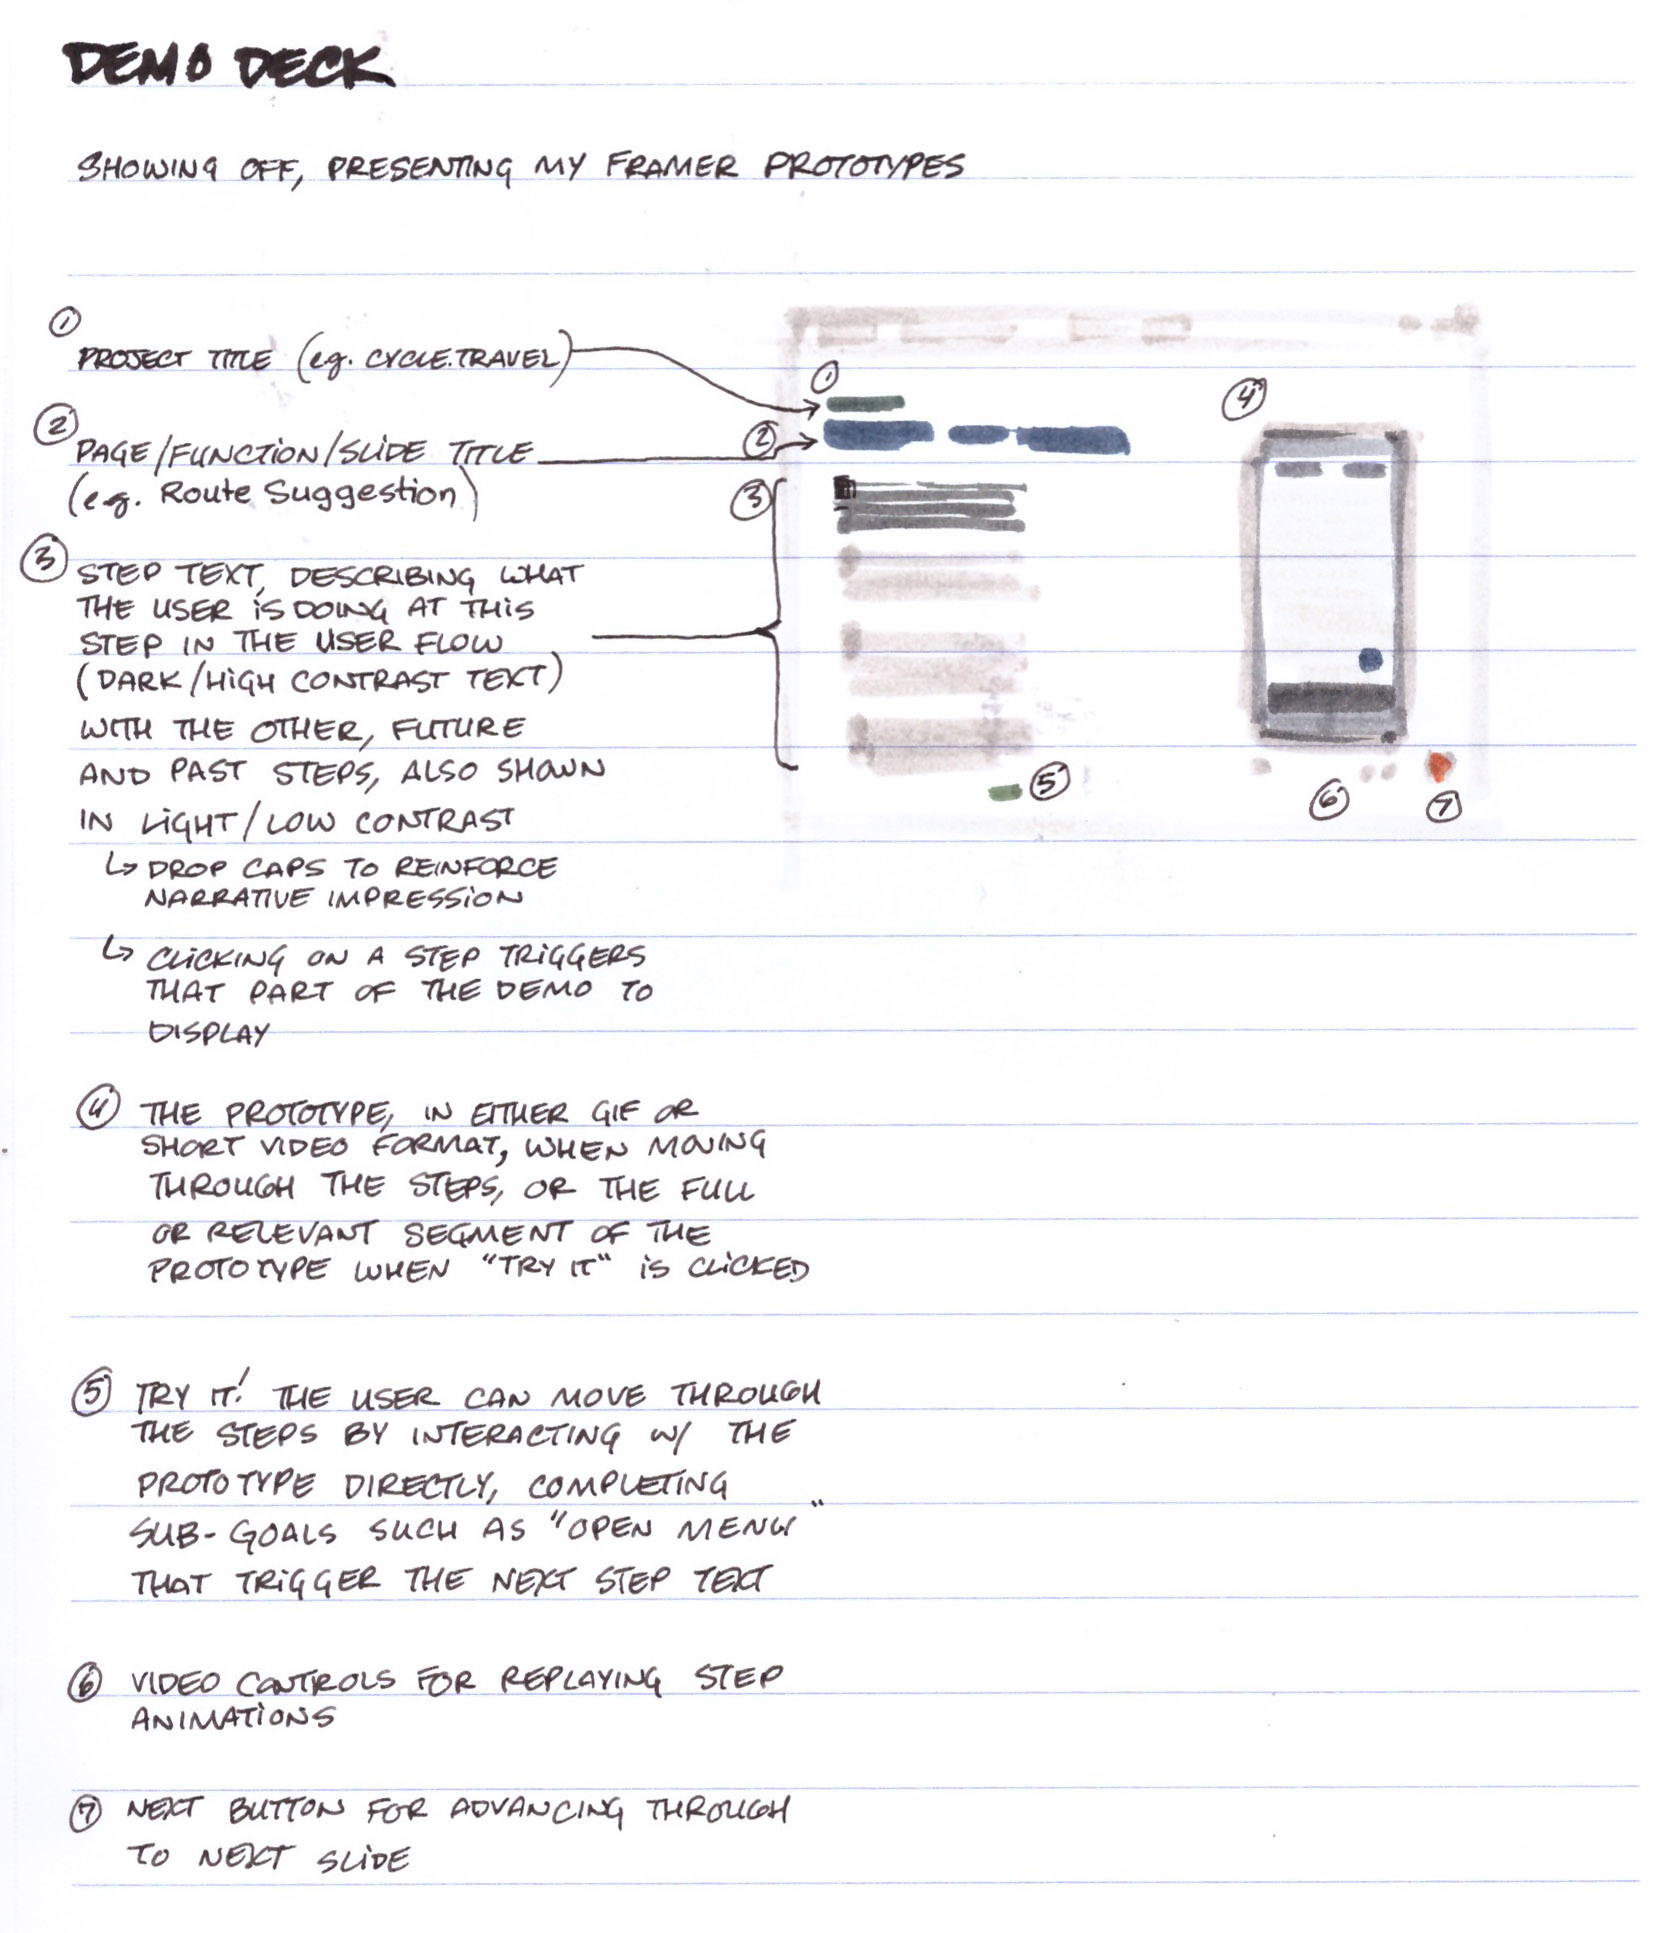 DEMO DECK
SHOWING OFF, PRESENTING MY FRAMER PROTOTYPES
1
PROJECT TITLE (eg. CYCLE.TRAVEL)
2
PAGE/FUNCTION/SLIDE TITLE
(e.g. Route Suggestion)
3 STEP TEXT, DESCRIBING WHAT
THE USER IS DOING AT THIS
STEP IN THE USER FLOW
(DARK/HIGH CONTRAST TEXT)
WITH THE OTHER, FUTURE
AND PAST STEPS, ALSO SHOWN
IN LIGHT/LOW CONTRAST
↳ DROP CAPS TO REINFORCE
NARRATIVE IMPRESSION
↳ CLICKING ON A STEP TRIGGERS
THAT PART OF THE DEMO TO
DISPLAY
4 THE PROTOTYPE, IN EITHER GIF OR
SHORT VIDEO FORMAT, WHEN MOVING
THROUGH THE STEPS, OR THE FULL
OR RELEVANT SEGMENT OF THE
PROTOTYPE WHEN "TRY IT" IS CLICKED
5 TRY IT! THE USER CAN MOVE THROUGH
THE STEPS BY INTERACTING W/ THE
PROTOTYPE DIRECTLY, COMPLETING
SUB-GOALS SUCH AS "OPEN MENU"
THAT TRIGGER THE NEXT STEP TEXT
6 VIDEO CONTROLS FOR REPLAYING STEP
ANIMATIONS
7 NEXT BUTTON FOR ADVANCING THROUGH
TO NEXT SLIDE
1
2
3
4
5
6
7